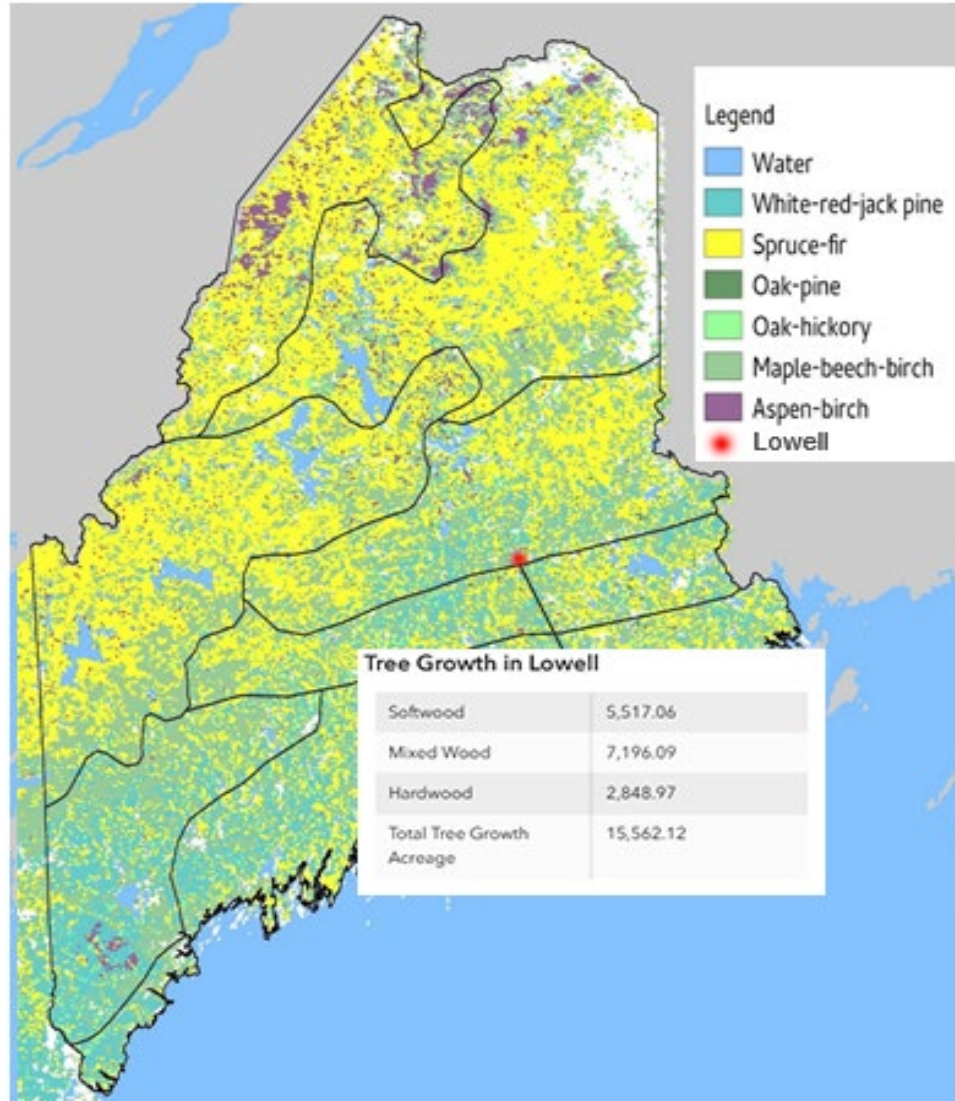 Legend
Water
White-red-jack pine
Spruce-fir
Oak-pine
Oak-hickory
Maple-beech-birch
Aspen-birch
Lowell
Tree Growth in Lowell
Softwood 5,517.06
Mixed Wood 7,196.09
Hardwood 2,848.97
Total Tree Growth 15,562.12
Acreage